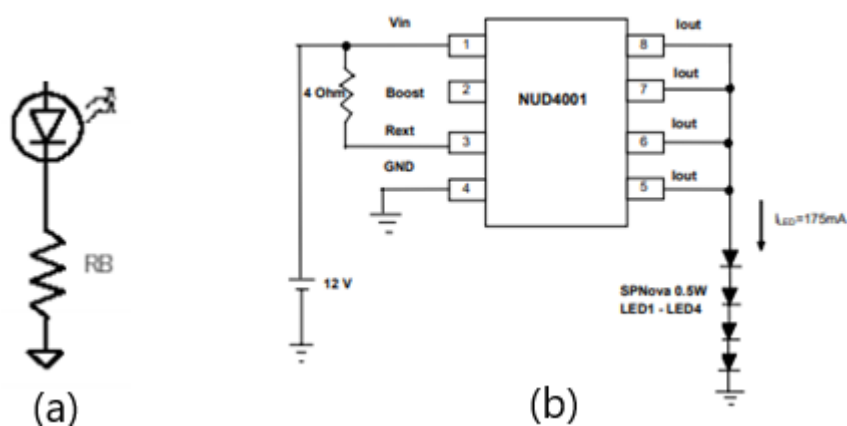 RB
(a)
Vin
1
4 Ohm
Boost
2
Rext
3
GND
4
NUD4001
8
Iout
7
Iout
6
Iout
5
Iout
12 V
ILED=175mA
SPNova 0.5W
LED1 - LED4
(b)